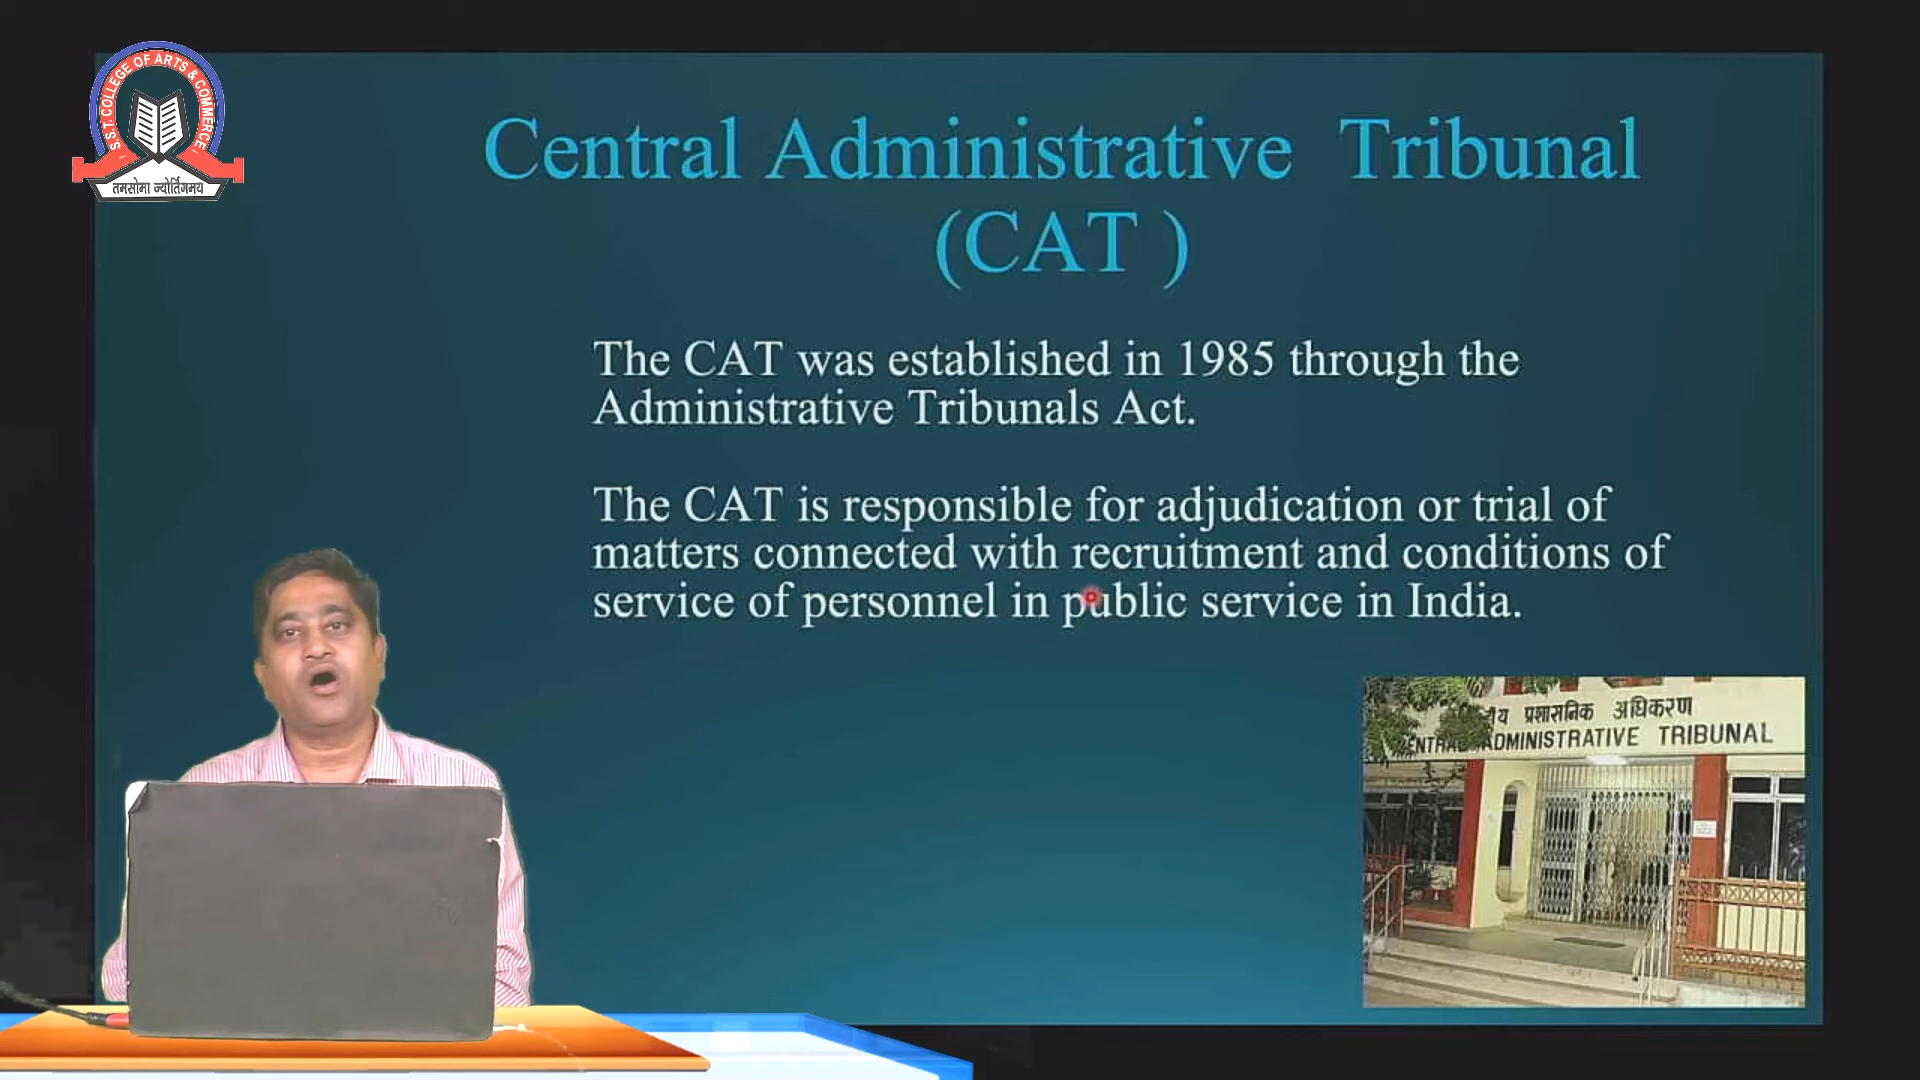 S.S.T. COLLEGE OF ARTS & COMMERCE
तमसोमा ज्योर्तिगमय
Central Administrative Tribunal
(CAT )
The CAT was established in 1985 through the
Administrative Tribunals Act.
The CAT is responsible for adjudication or trial of
matters connected with recruitment and conditions of
service of personnel in public service in India.
प्रशासनिक अधिकरण
ADMINISTRATIVE TRIBUNAL